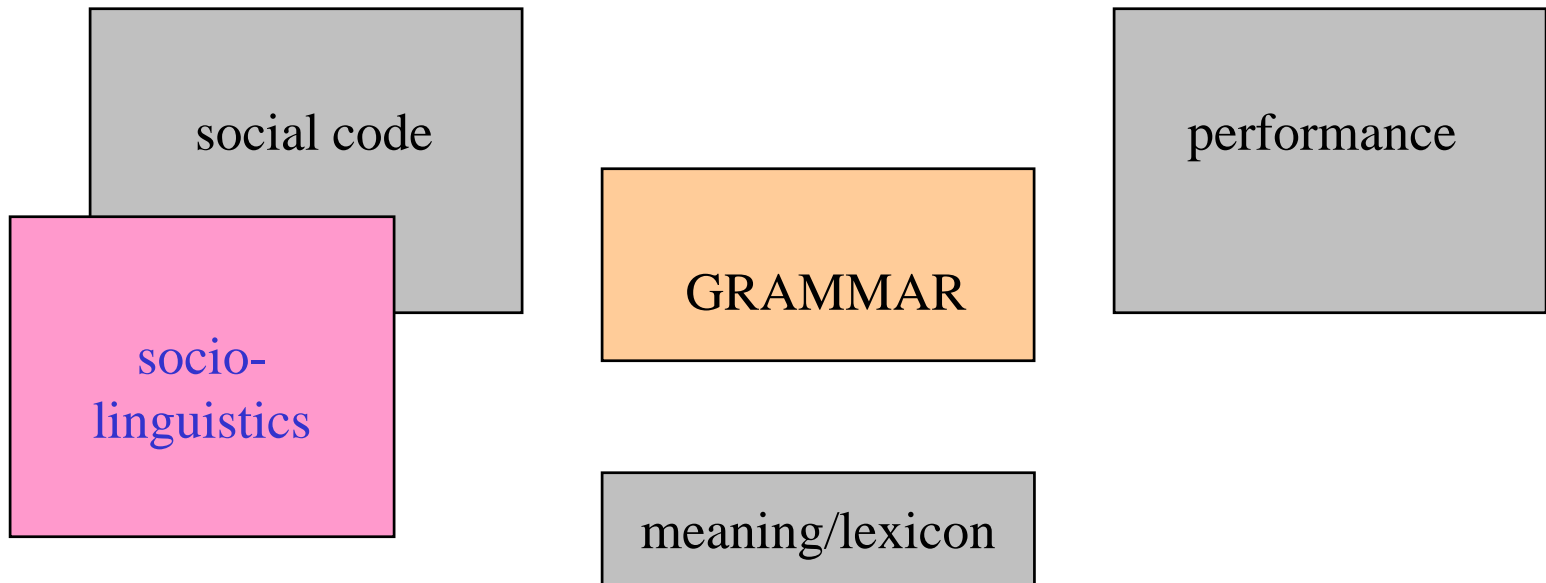 social code
performance
GRAMMAR
socio-
linguistics
meaning/lexicon